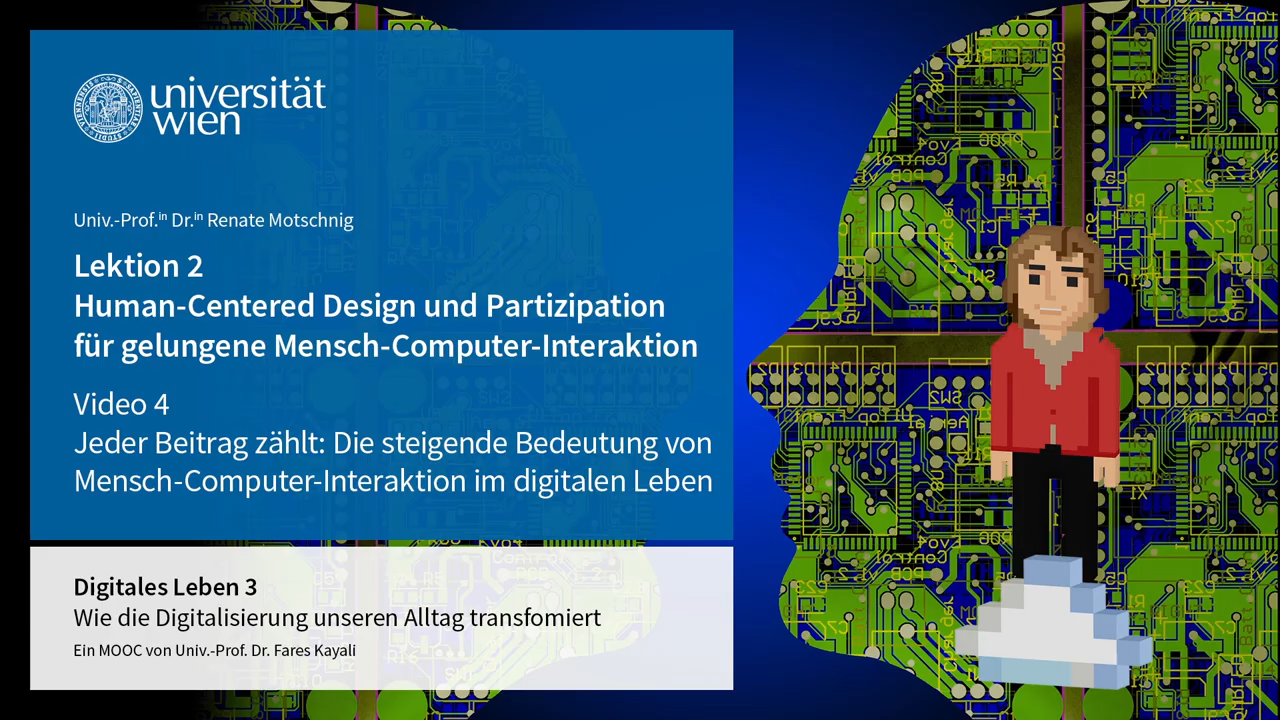 universität
wien
Univ.-Prof.in Dr.in Renate Motschnig
Lektion 2
Human-Centered Design und Partizipation
für gelungene Mensch-Computer-Interaktion
Video 4
Jeder Beitrag zählt: Die steigende Bedeutung von
Mensch-Computer-Interaktion im digitalen Leben
Digitales Leben 3
Wie die Digitalisierung unseren Alltag transfomiert
Ein MOOC von Univ.-Prof. Dr. Fares Kayali